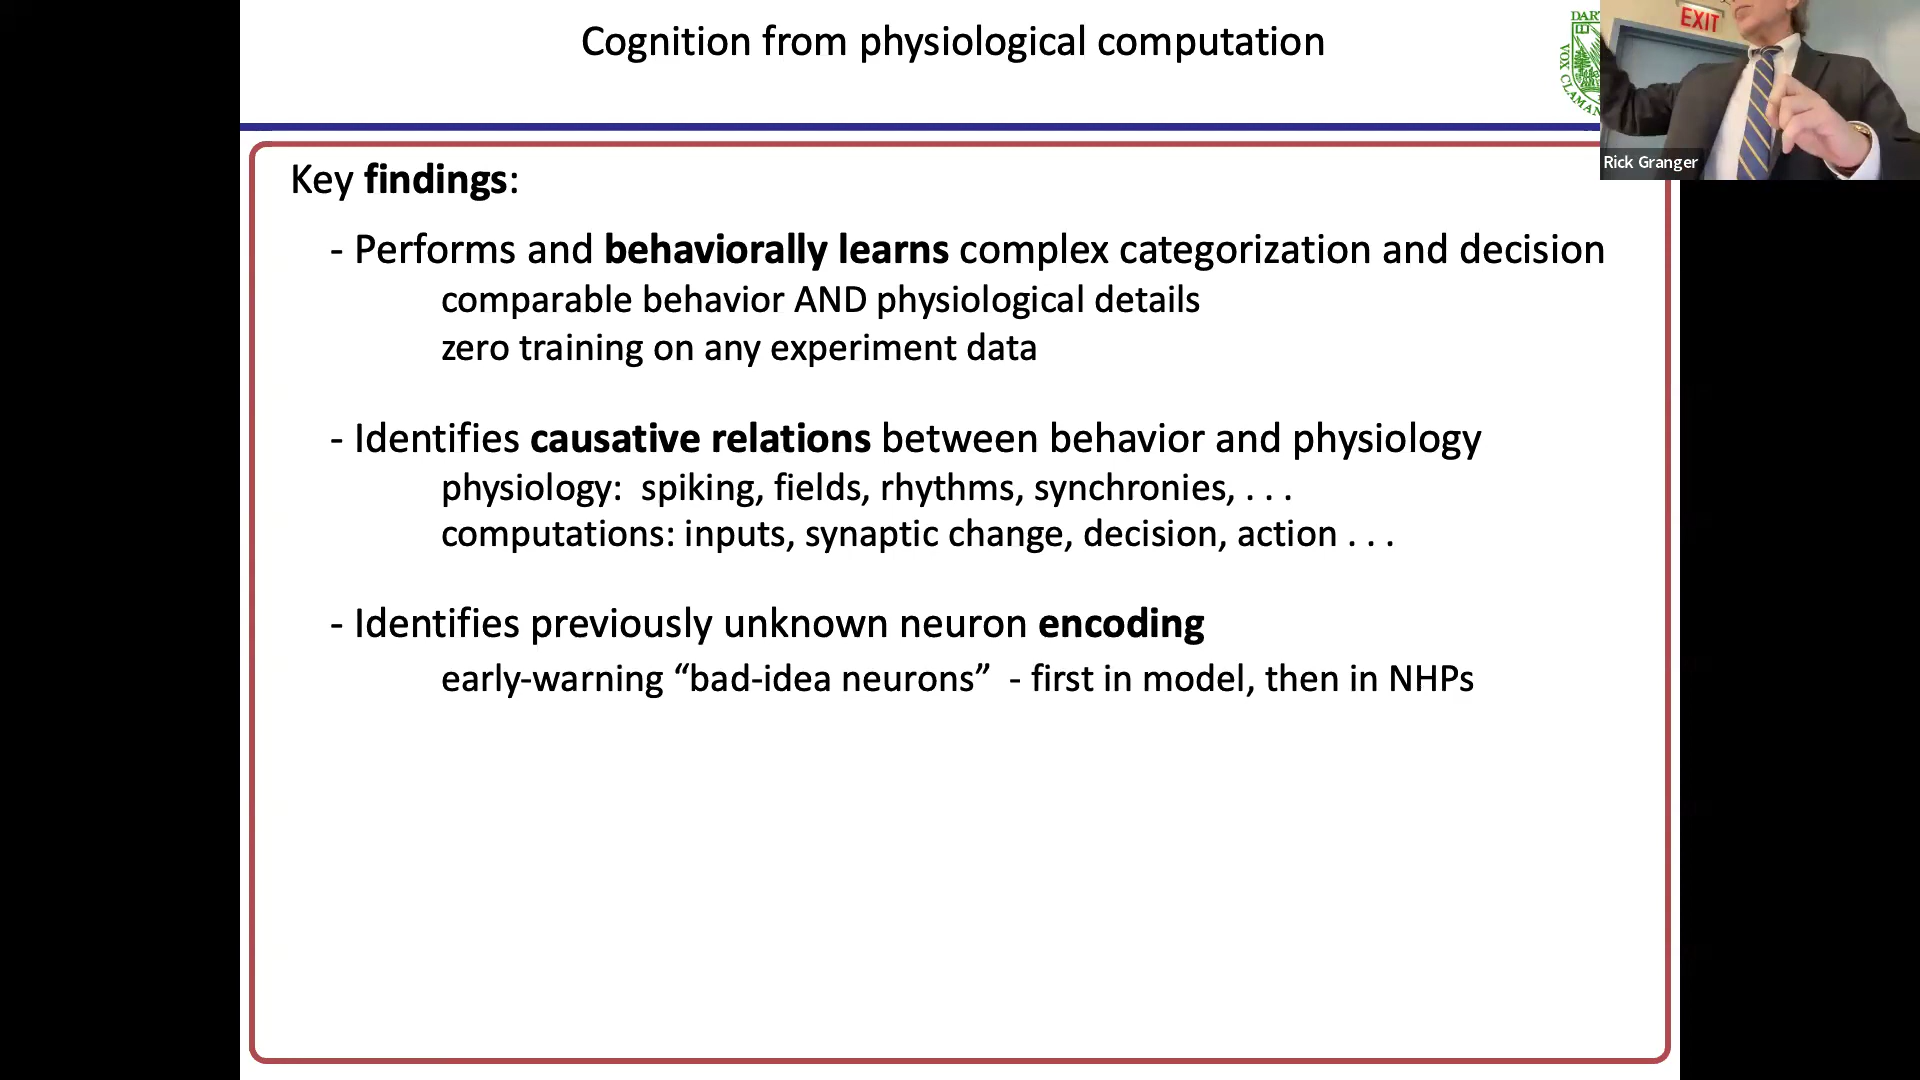 Cognition from physiological computation
DAR
VOX CLAMAN
EXIT
Rick Granger
Key findings:
- Performs and behaviorally learns complex categorization and decision
comparable behavior AND physiological details
zero training on any experiment data
- Identifies causative relations between behavior and physiology
physiology:  spiking, fields, rhythms, synchronies, . . .
computations: inputs, synaptic change, decision, action . . .
- Identifies previously unknown neuron encoding
early-warning “bad-idea neurons”  - first in model, then in NHPs